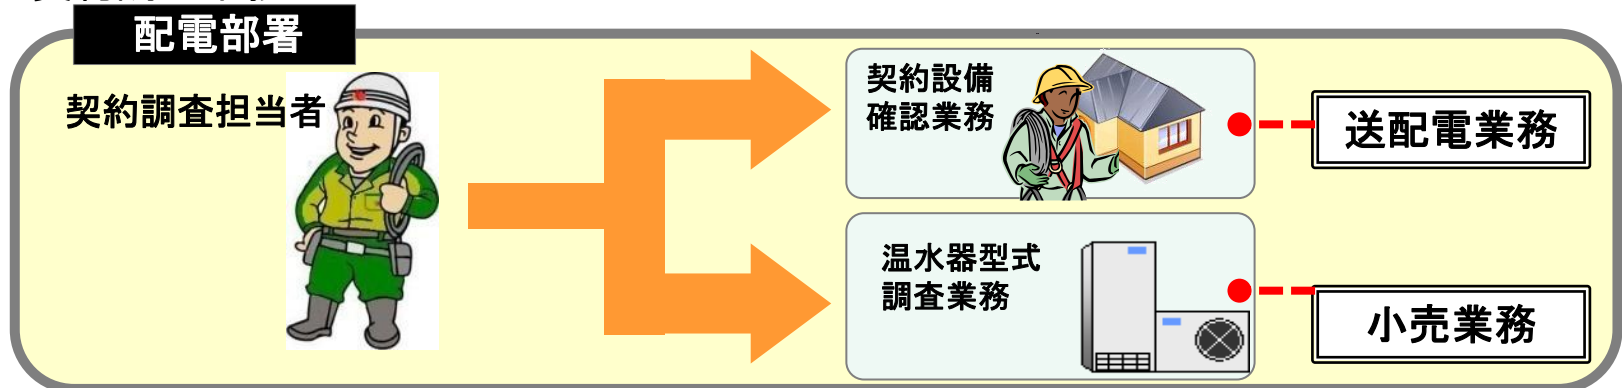 配電部署
契約調査担当者
契約設備
確認業務
送配電業務
温水器型式
調査業務
小売業務